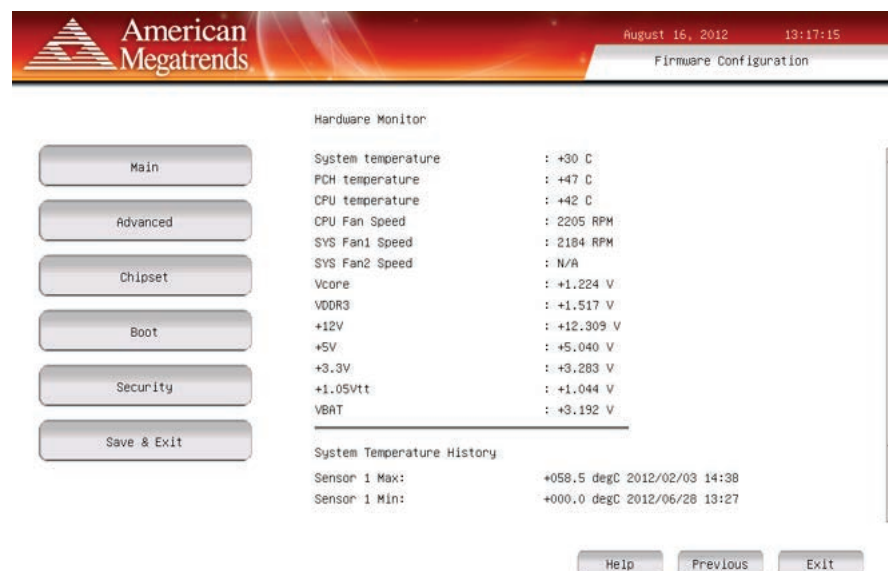 American
Megatrends
August 16, 2012 13:17:15
Firmware Configuration
Main
Advanced
Chipset
Boot
Security
Save & Exit
Hardware Monitor
System temperature : +30 C
PCH temperature : +47 C
CPU temperature : +42 C
CPU Fan Speed : 2205 RPM
SYS Fan1 Speed : 2184 RPM
SYS Fan2 Speed : N/A
Vcore : +1.224 V
VDDR3 : +1.517 V
+12V : +12.309 V
+5V : +5.040 V
+3.3V : +3.283 V
+1.05Vtt : +1.044 V
VBAT : +3.192 V
System Temperature History
Sensor 1 Max: +058.5 degC 2012/02/03 14:38
Sensor 1 Min: +000.0 degC 2012/06/28 13:27
Help Previous Exit